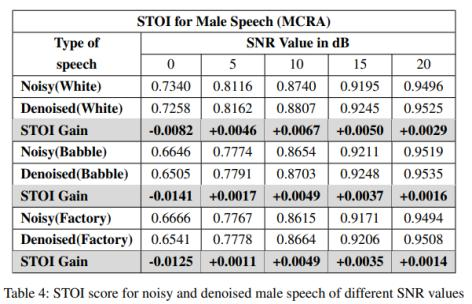 STOI for Male Speech (MCRA)
Type of speech SNR Value in dB
0 5 10 15 20
Noisy(White) 0.7340 0.8116 0.8740 0.9195 0.9496
Denoised(White) 0.7258 0.8162 0.8807 0.9245 0.9525
STOI Gain -0.0082 +0.0046 +0.0067 +0.0050 +0.0029
Noisy(Babble) 0.6646 0.7774 0.8654 0.9211 0.9519
Denoised(Babble) 0.6505 0.7791 0.8703 0.9248 0.9535
STOI Gain -0.0141 +0.0017 +0.0049 +0.0037 +0.0016
Noisy(Factory) 0.6666 0.7767 0.8615 0.9171 0.9494
Denoised(Factory) 0.6541 0.7778 0.8664 0.9206 0.9508
STOI Gain -0.0125 +0.0011 +0.0049 +0.0035 +0.0014
Table 4: STOI score for noisy and denoised male speech of different SNR values